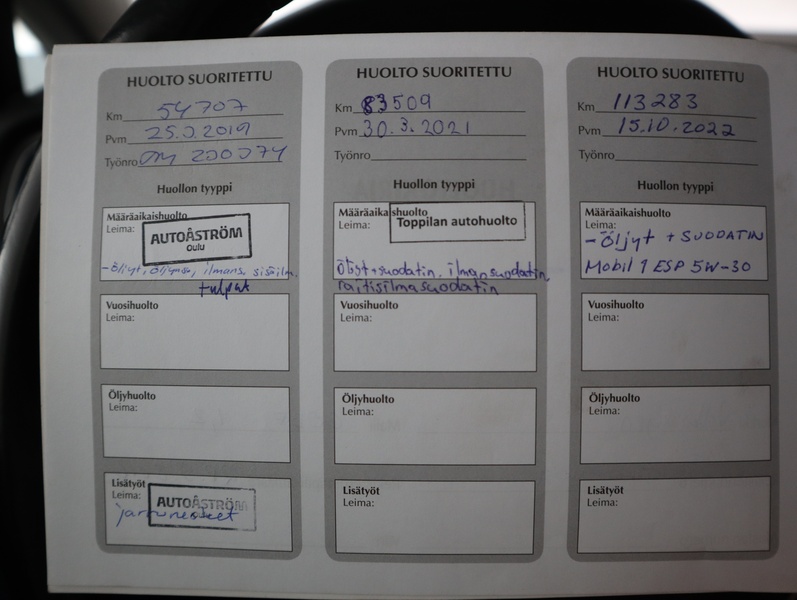 HUOLTO SUORITETTU
Km 54707
Pvm 25.2019
Työnro 200074
Huollon tyyppi
Määräaikaishuolto
Leima:
AUTOÅSTRÖM
OULU
-öljyt, ilmans, sisäilm.
tulpat
Vuosihuolto
Leima:
Öljyhuolto
Leima:
Lisätyöt
Leima:
AUTOÅSTRÖM
jarrunesteet
HUOLTO SUORITETTU
Km 83509
Pvm 30.3.2021
Työnro
Huollon tyyppi
Määräaikaishuolto
Leima:
Toppilan autohuolto
öljyt+suodatin, ilmansuodatin
raitisilmasuodatin
Vuosihuolto
Leima:
Öljyhuolto
Leima:
Lisätyöt
Leima:
HUOLTO SUORITETTU
Km 113283
Pvm 15.10.2022
Työnro
Huollon tyyppi
Määräaikaishuolto
Leima:
-öljyt + SUODATIN
Mobil 1 ESP 5W-30
Vuosihuolto
Leima:
Öljyhuolto
Leima:
Lisätyöt
Leima: